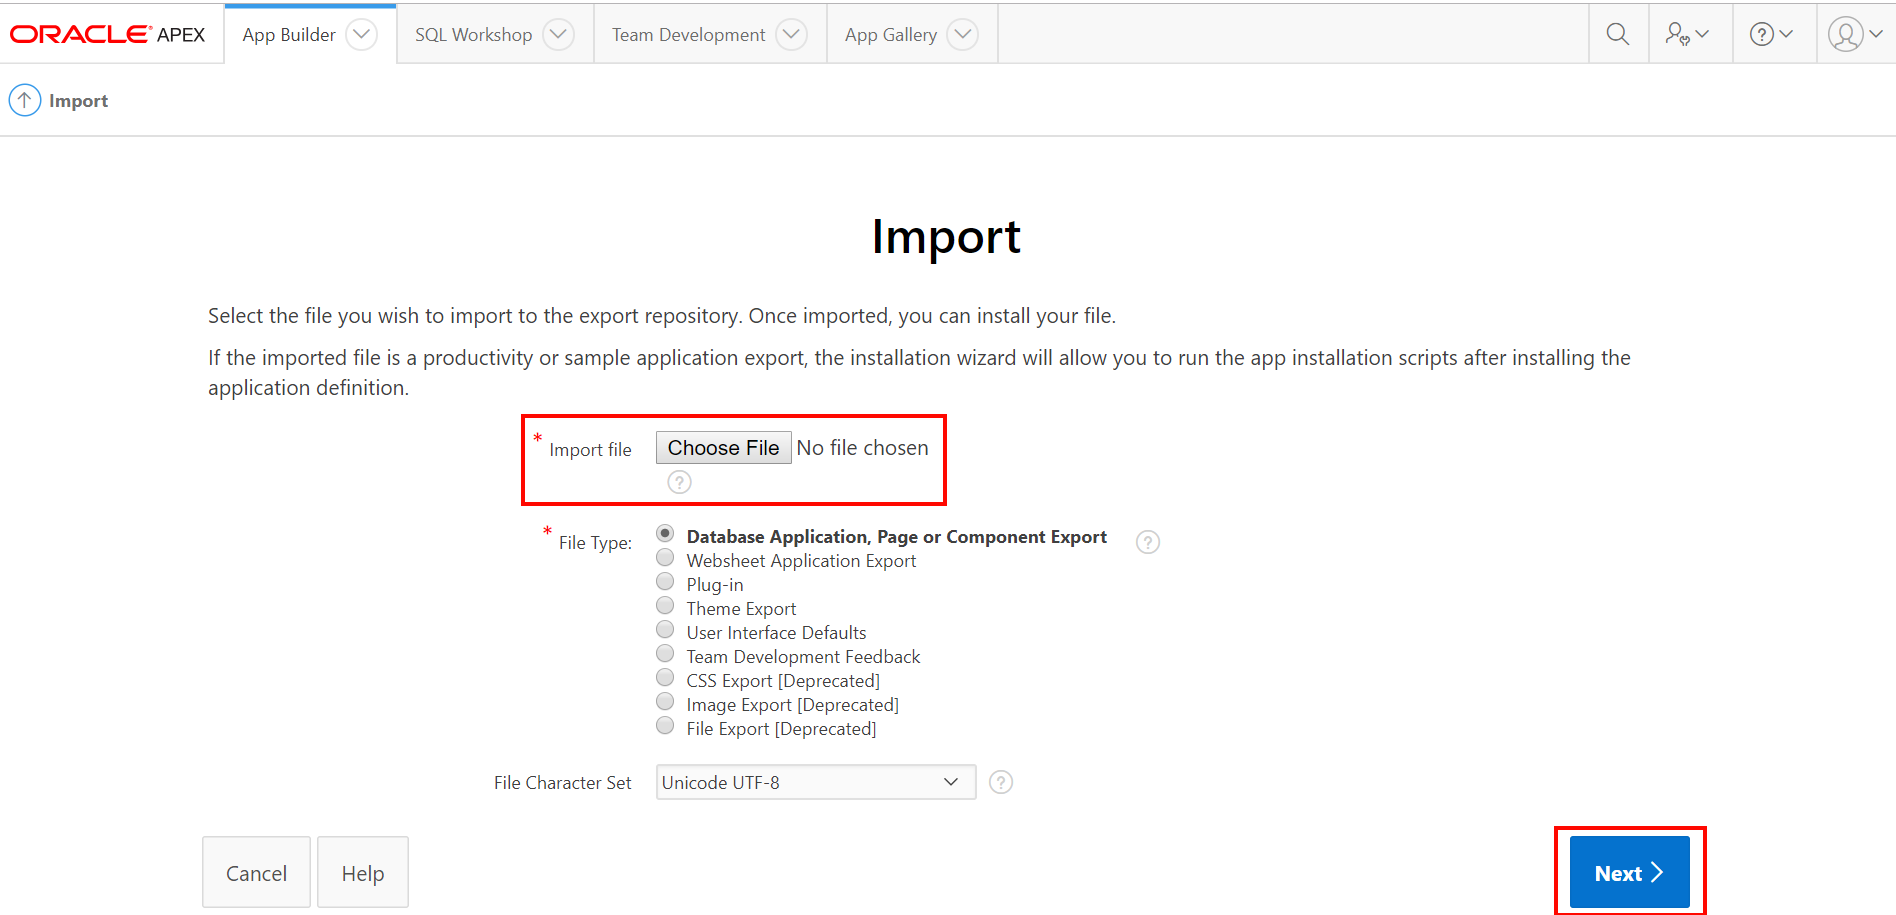 ORACLE APEX App Builder SQL Workshop Team Development App Gallery
Import
Import
Select the file you wish to import to the export repository. Once imported, you can install your file.
If the imported file is a productivity or sample application export, the installation wizard will allow you to run the app installation scripts after installing the
application definition.
* Import file Choose File No file chosen
?
* File Type: Database Application, Page or Component Export ?
Websheet Application Export
Plug-in
Theme Export
User Interface Defaults
Team Development Feedback
CSS Export [Deprecated]
Image Export [Deprecated]
File Export [Deprecated]
File Character Set Unicode UTF-8 ?
Cancel Help Next